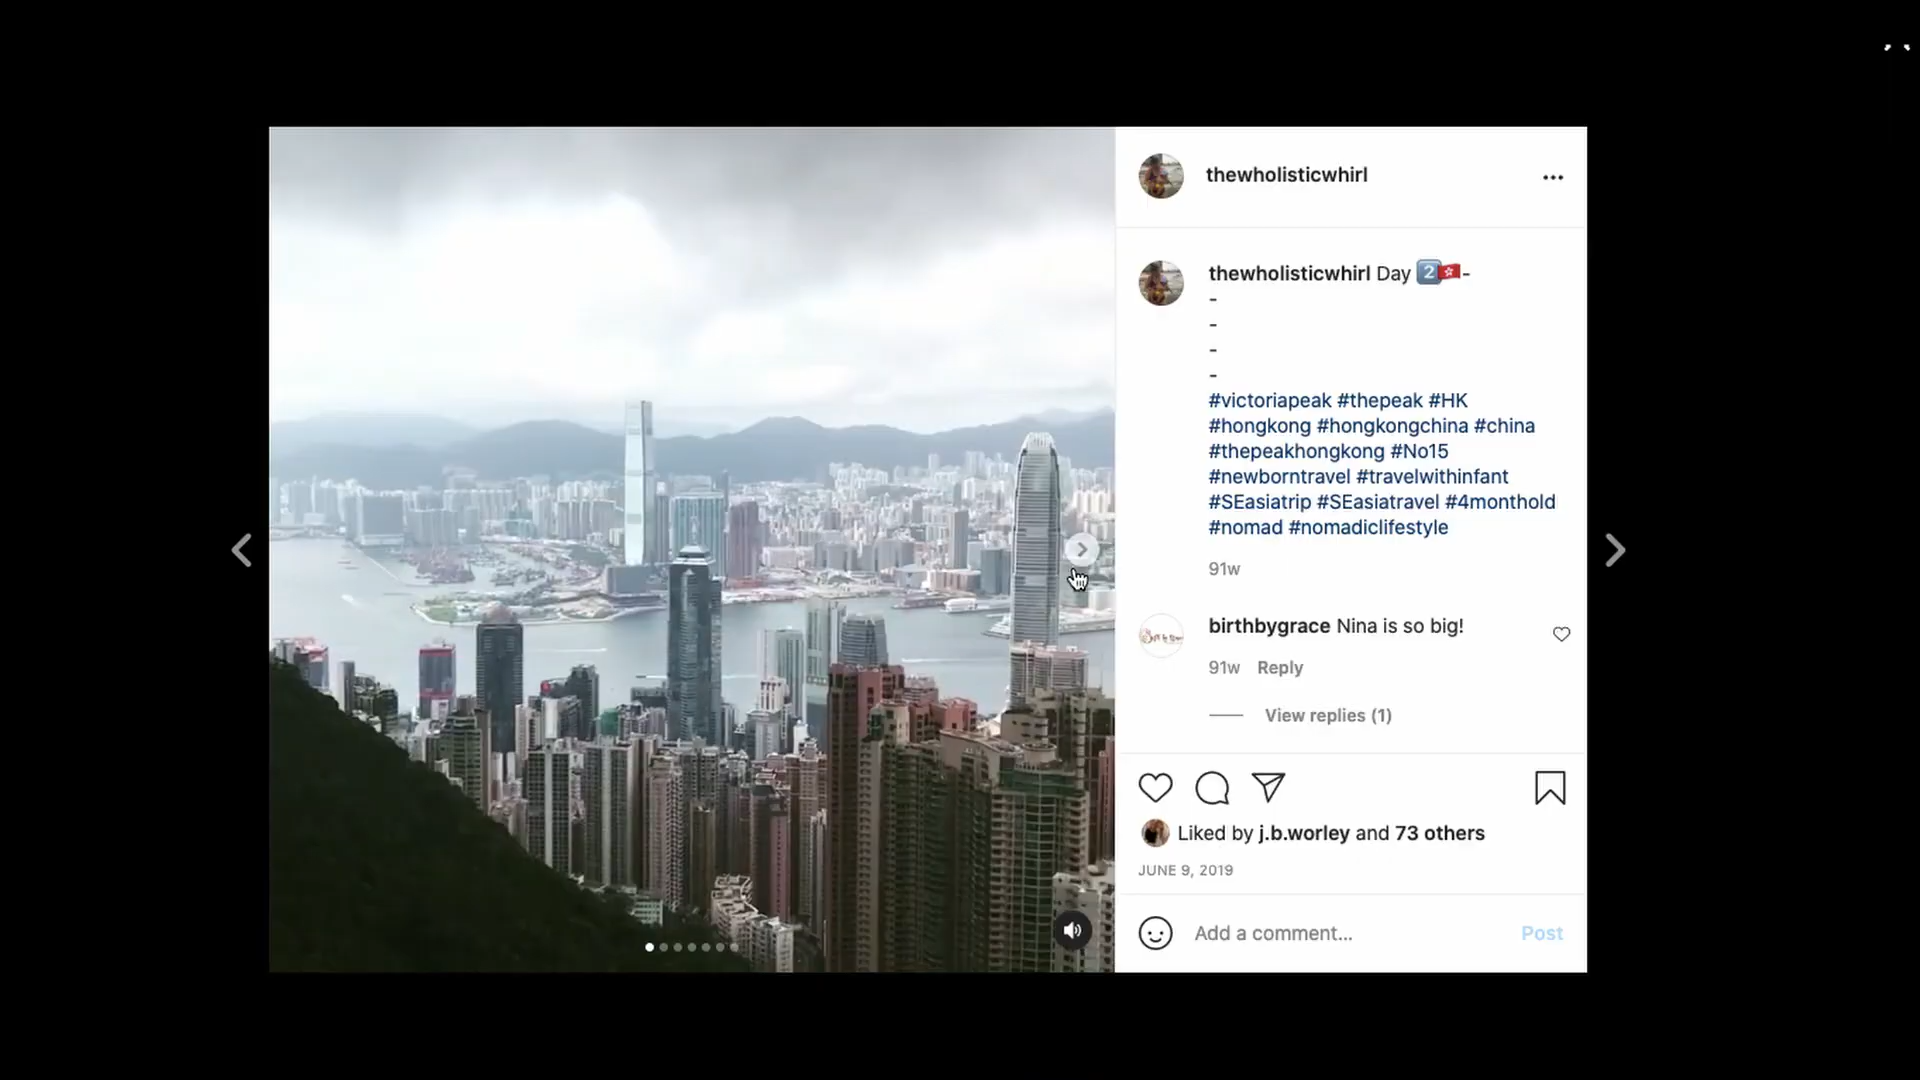 thewholisticwhirl
thewholisticwhirl Day 2️⃣🇭🇰-
-
-
-
-
#victoriapeak #thepeak #HK
#hongkong #hongkongchina #china
#thepeakhongkong #No15
#newborntravel #travelwithinfant
#SEasiatrip #SEasiatravel #4monthold
#nomad #nomadiclifestyle
91w
birthbygrace Nina is so big!
91w Reply
View replies (1)
Liked by j.b.worley and 73 others
JUNE 9, 2019
Add a comment... Post